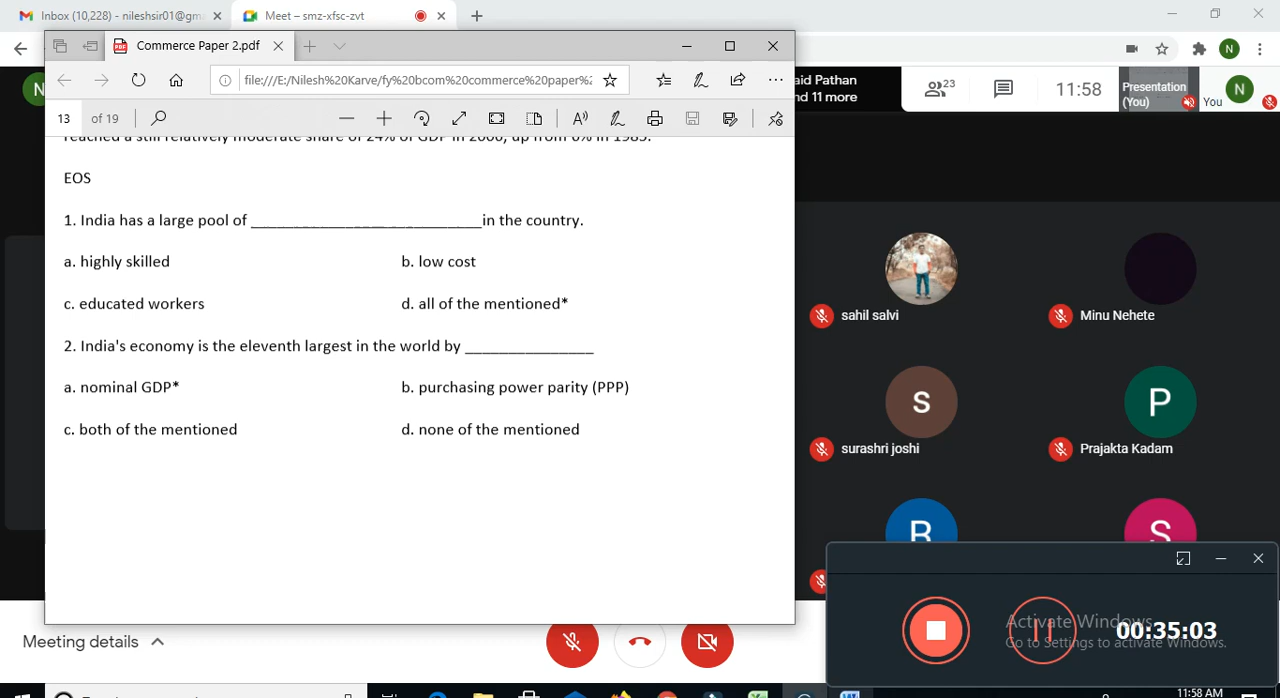 Inbox (10,228) - nileshsir01@gm
Meet – smz-xfsc-zvt
Commerce Paper 2.pdf
file:///E:/Nilesh%20Karve/fy%20bcom%20commerce%20paper%2
N
13 of 19
aid Pathan
nd 11 more
23
11:58
Presentation
(You)
You
N
N
EOS
1. India has a large pool of ___________________________in the country.
a. highly skilled
b. low cost
c. educated workers
d. all of the mentioned*
2. India's economy is the eleventh largest in the world by _______________
a. nominal GDP*
b. purchasing power parity (PPP)
c. both of the mentioned
d. none of the mentioned
sahil salvi
Minu Nehete
S
P
surashri joshi
Prajakta Kadam
R
S
Activate Windows
Go to Settings to activate Windows.
00:35:03
Meeting details
11:58 AM